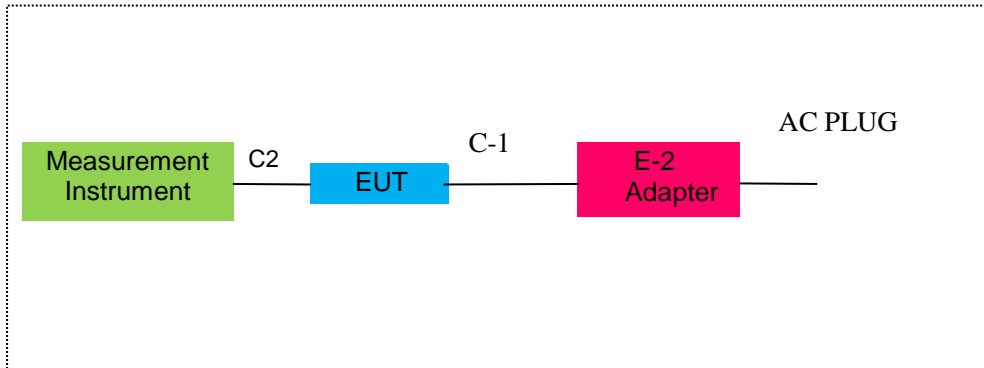 Measurement
Instrument
C2
EUT
C-1
E-2
Adapter
AC PLUG